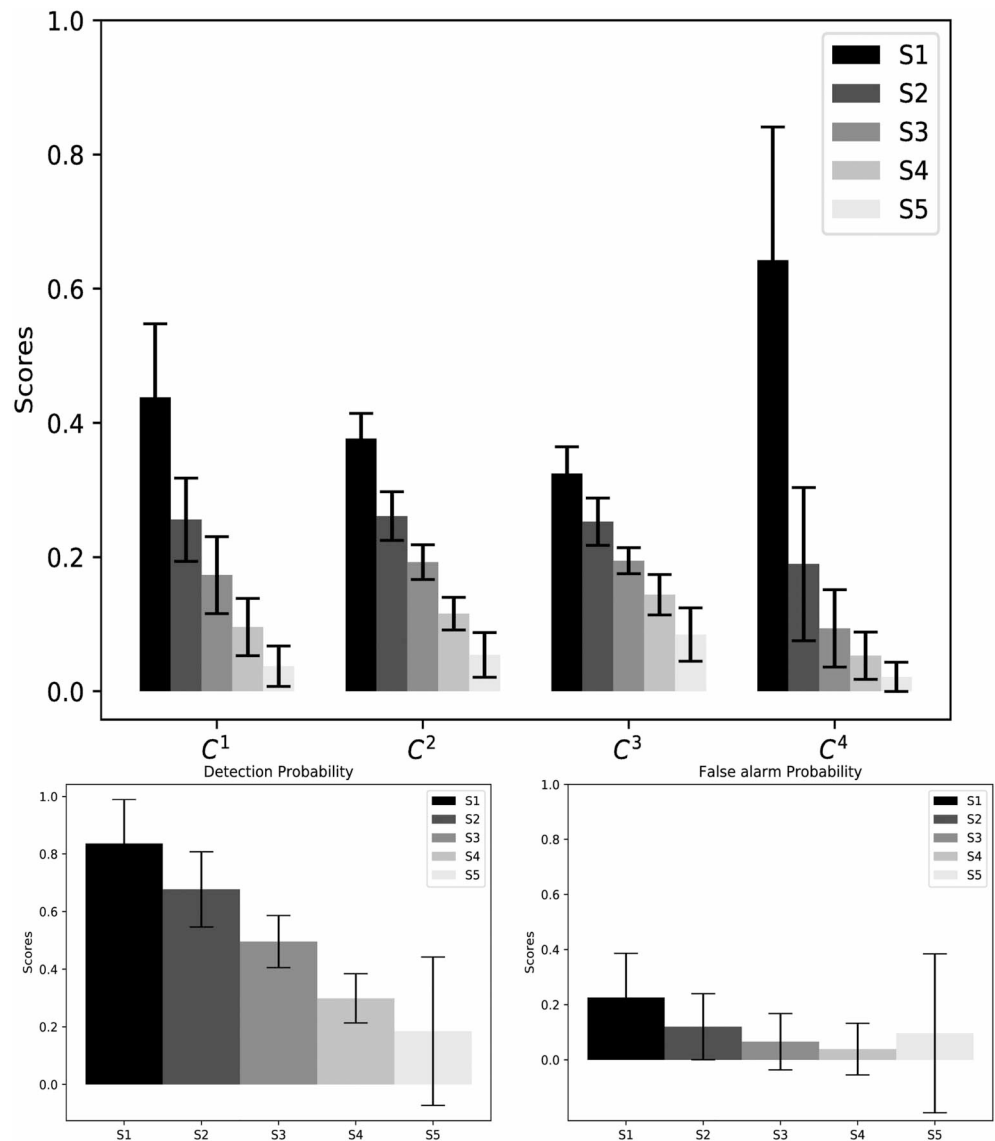 1.0
S1
S2
S3
S4
S5
0.8
0.6
0.4
0.2
0.0
Scores
C¹ C² C³ C⁴
Detection Probability
1.0
0.8
0.6
0.4
0.2
0.0
Scores
S1
S2
S3
S4
S5
S1 S2 S3 S4 S5
False alarm Probability
1.0
0.8
0.6
0.4
0.2
0.0
Scores
S1
S2
S3
S4
S5
S1 S2 S3 S4 S5